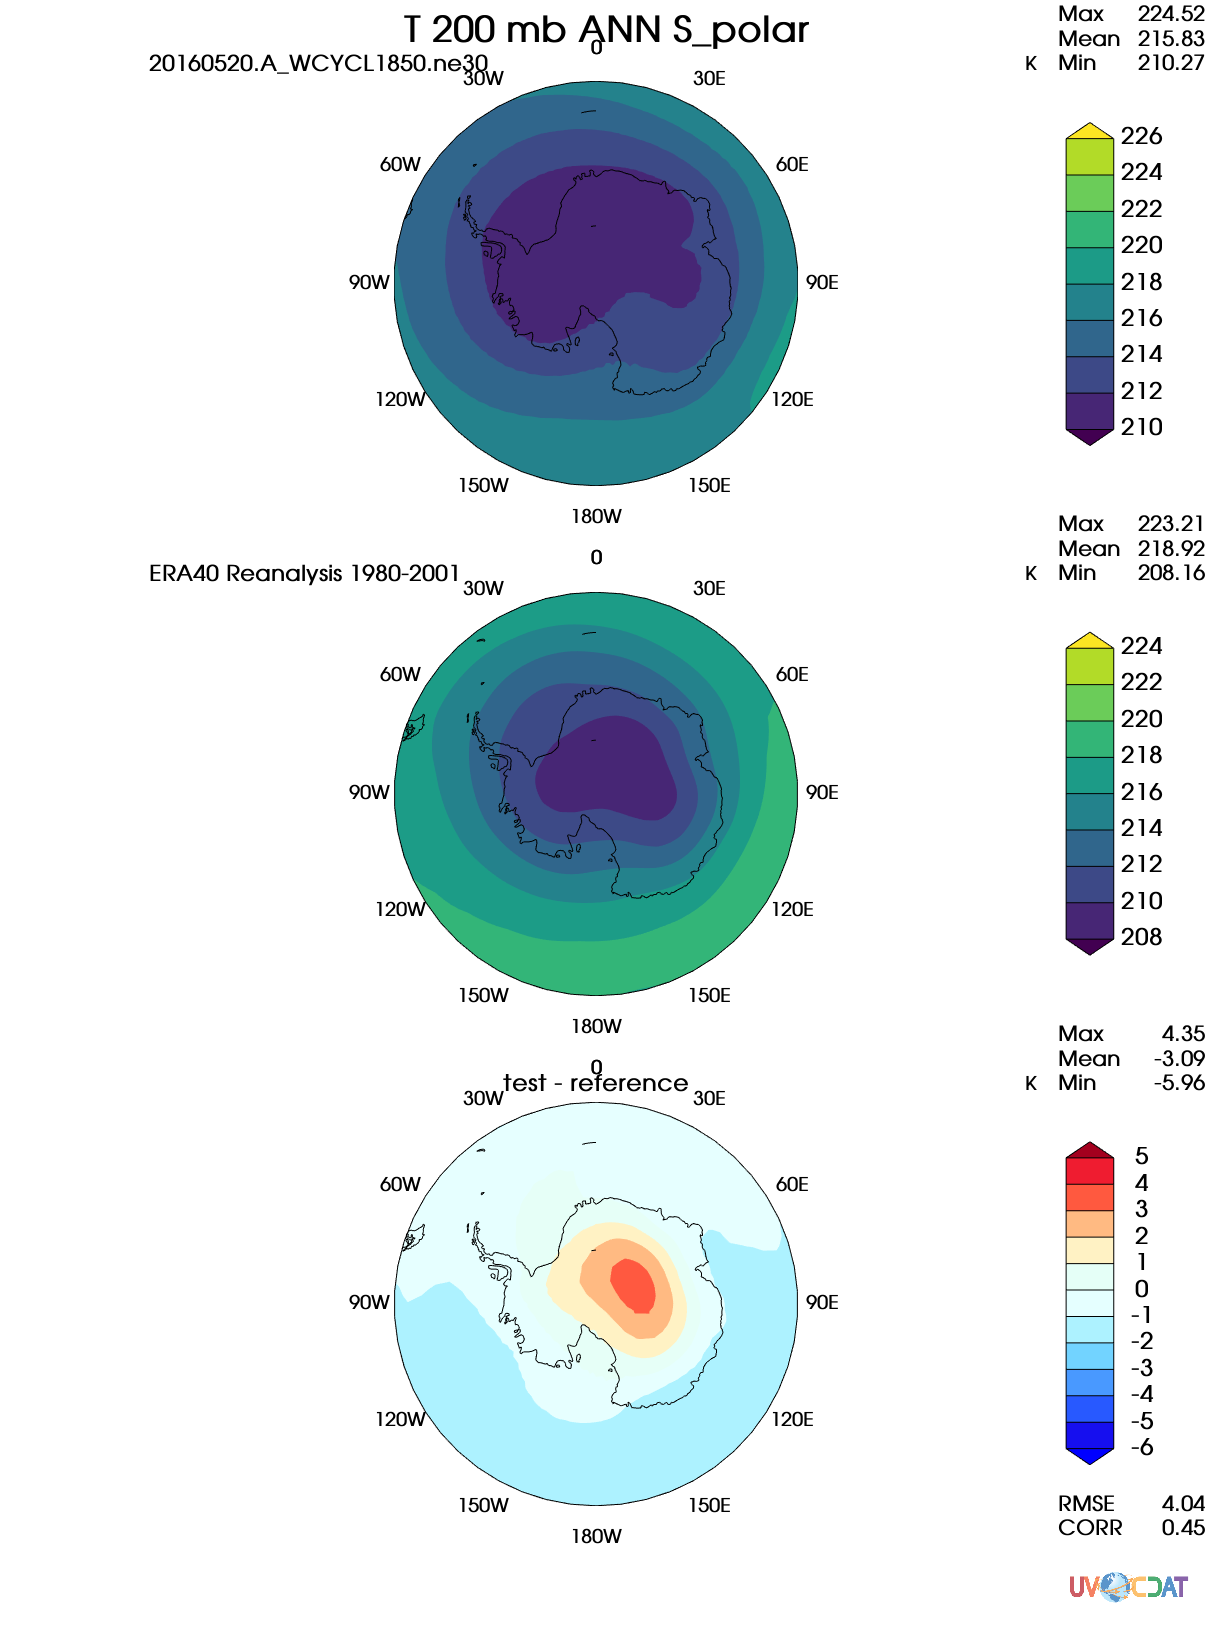 T 200 mb ANN S_polar
20160520.A_WCYCL1850.ne30
Max 224.52
Mean 215.83
K Min 210.27
0
30W 30E
60W 60E
90W 90E
120W 120E
150W 150E
180W
226
224
222
220
218
216
214
212
210
ERA40 Reanalysis 1980-2001
Max 223.21
Mean 218.92
K Min 208.16
0
30W 30E
60W 60E
90W 90E
120W 120E
150W 150E
180W
224
222
220
218
216
214
212
210
208
test - reference
Max 4.35
Mean -3.09
K Min -5.96
0
30W 30E
60W 60E
90W 90E
120W 120E
150W 150E
180W
5
4
3
2
1
0
-1
-2
-3
-4
-5
-6
RMSE 4.04
CORR 0.45
UVCDAT